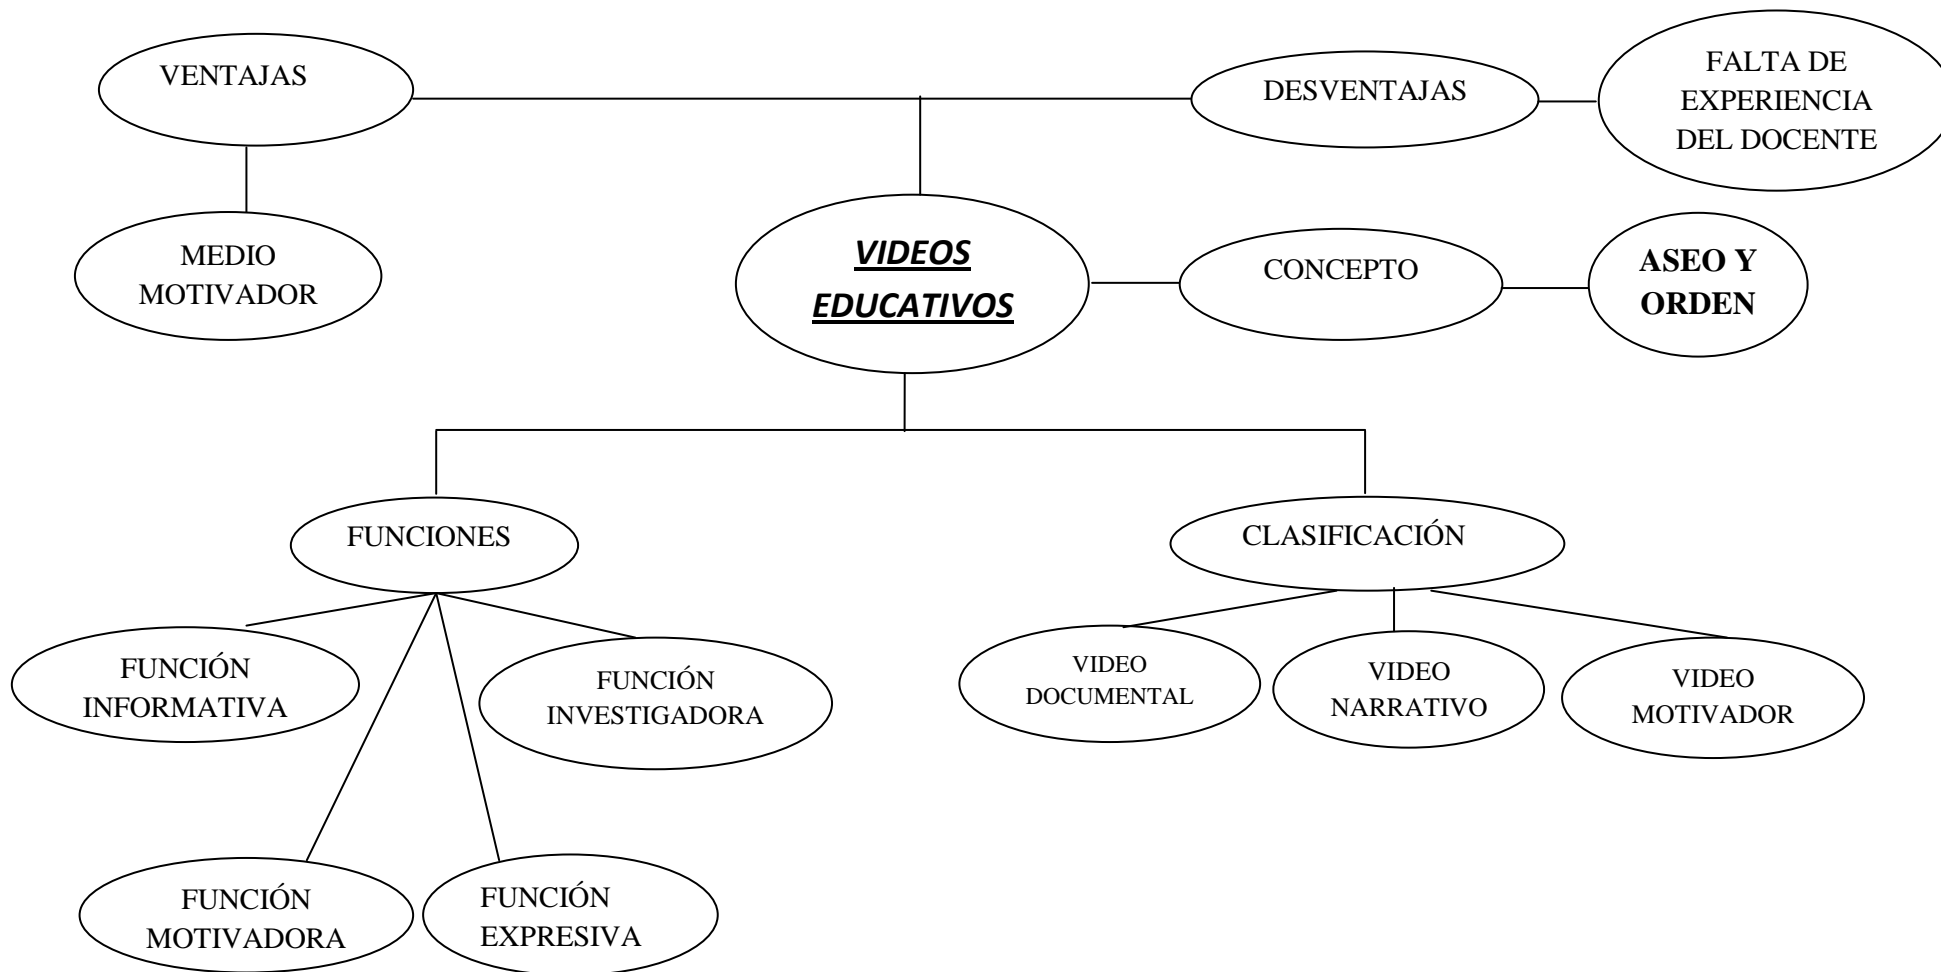 VENTAJAS
DESVENTAJAS
FALTA DE
EXPERIENCIA
DEL DOCENTE
MEDIO
MOTIVADOR
VIDEOS
EDUCATIVOS
CONCEPTO
ASEO Y
ORDEN
FUNCIONES
CLASIFICACIÓN
FUNCIÓN
INFORMATIVA
FUNCIÓN
INVESTIGADORA
VIDEO
DOCUMENTAL
VIDEO
NARRATIVO
VIDEO
MOTIVADOR
FUNCIÓN
MOTIVADORA
FUNCIÓN
EXPRESIVA